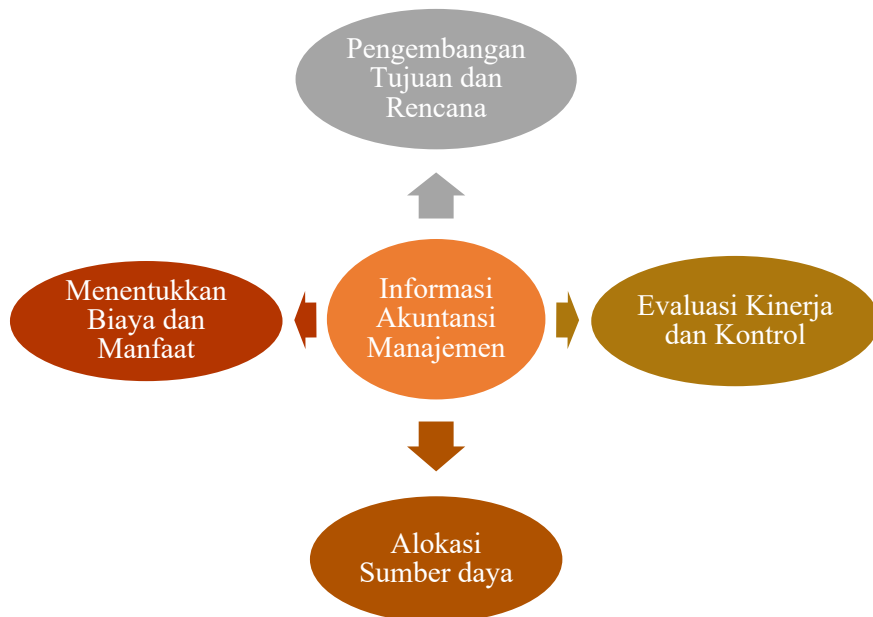 Pengembangan
Tujuan dan
Rencana
Menentukkan
Biaya dan
Manfaat
Informasi
Akuntansi
Manajemen
Evaluasi Kinerja
dan Kontrol
Alokasi
Sumber daya